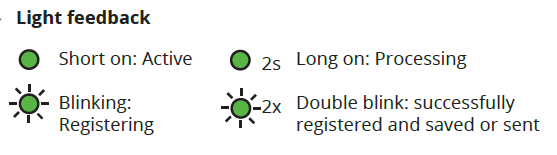 Light feedback
Short on: Active
2s Long on: Processing
Blinking:
Registering
2x Double blink: successfully
registered and saved or sent